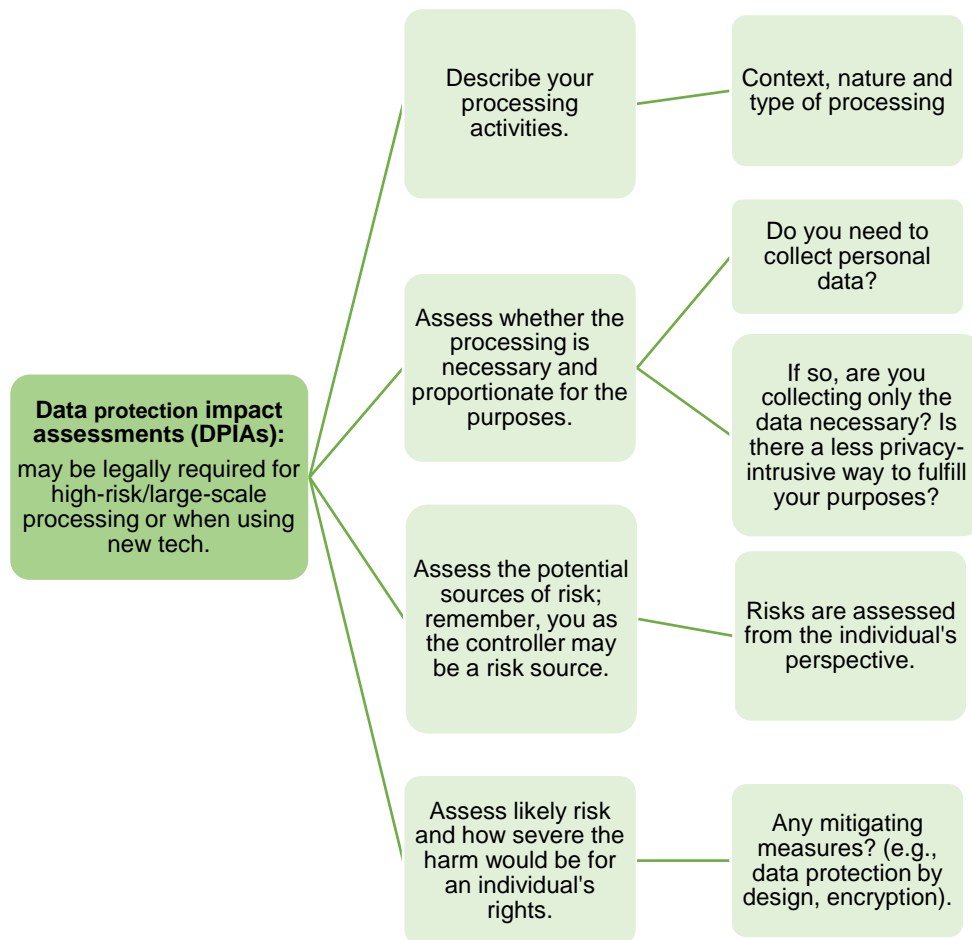 Data protection impact
assessments (DPIAs):
may be legally required for
high-risk/large-scale
processing or when using
new tech.
Describe your
processing
activities.
Context, nature and
type of processing
Assess whether the
processing is
necessary and
proportionate for the
purposes.
Do you need to
collect personal
data?
If so, are you
collecting only the
data necessary? Is
there a less privacy-
intrusive way to fulfill
your purposes?
Assess the potential
sources of risk;
remember, you as
the controller may
be a risk source.
Risks are assessed
from the individual's
perspective.
Assess likely risk
and how severe the
harm would be for
an individual's
rights.
Any mitigating
measures? (e.g.,
data protection by
design, encryption).